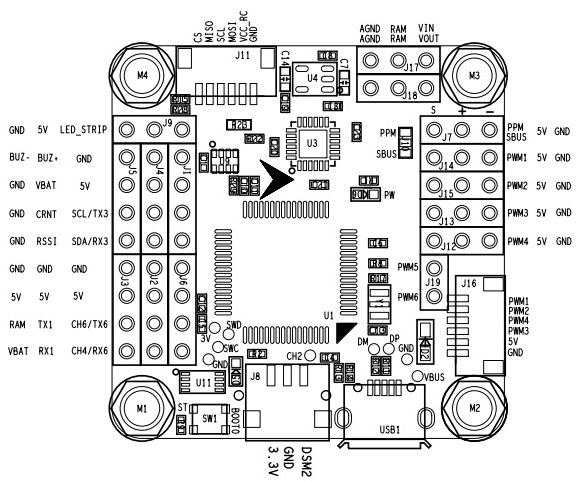 CS
MISO
SCL
MOSI
VCC_RC
GND
AGND RAM VIN
AGND RAM VOUT
J11
C14
U4
C7
J17
J18
M4
M3
S + -
GND 5V LED_STRIP
J9
R23
U3
PPM
SBUS
J7
PPM
SBUS
5V GND
BUZ- BUZ+ GND
J5
J4
J1
J14
PWM1 5V GND
GND VBAT 5V
PW
J15
PWM2 5V GND
GND CRNT SCL/TX3
J13
PWM3 5V GND
GND RSSI SDA/RX3
J12
PWM4 5V GND
GND GND GND
J3
J2
J6
PWM5
J19
PWM6
J16
5V 5V 5V
PWM1
PWM2
PWM4
PWM3
5V
GND
RAM TX1 CH6/TX6
VBAT RX1 CH4/RX6
U1
3V
SWD
SWC
GND
CH2
DM
DP
GND
VBUS
U11
J8
M1
ST
SW1
BOOT0
USB1
M2
3.3V
GND
DSM2